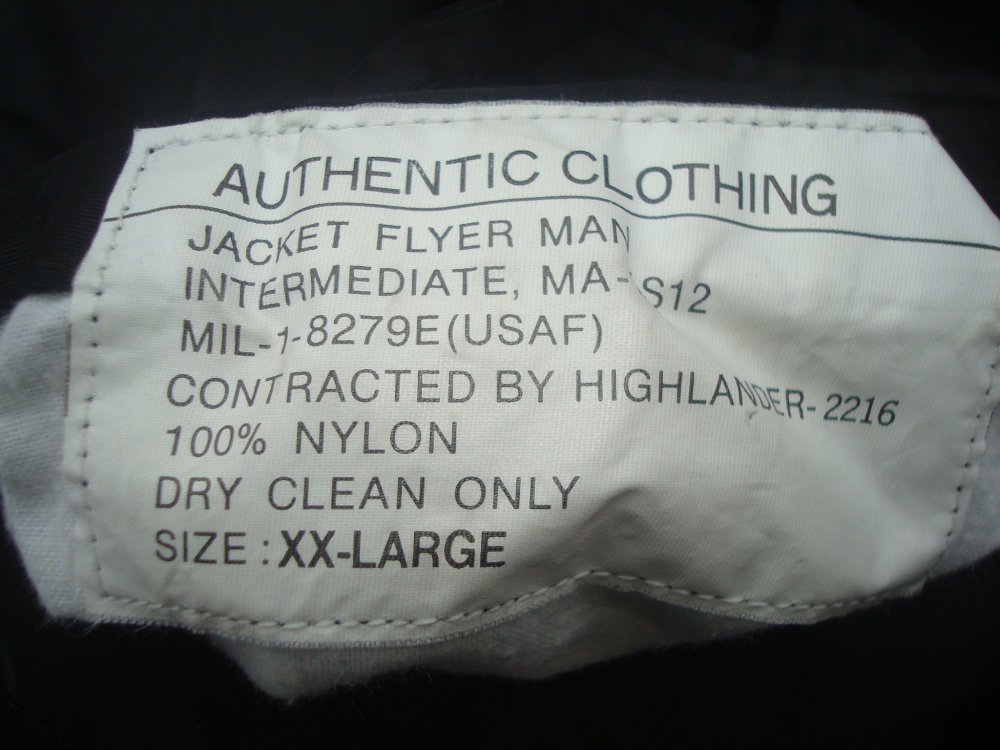 AUTHENTIC CLOTHING
JACKET FLYER MAN
INTERMEDIATE, MA- S12
MIL-1-8279E(USAF)
CONTRACTED BY HIGHLANDER-2216
100% NYLON
DRY CLEAN ONLY
SIZE : XX-LARGE